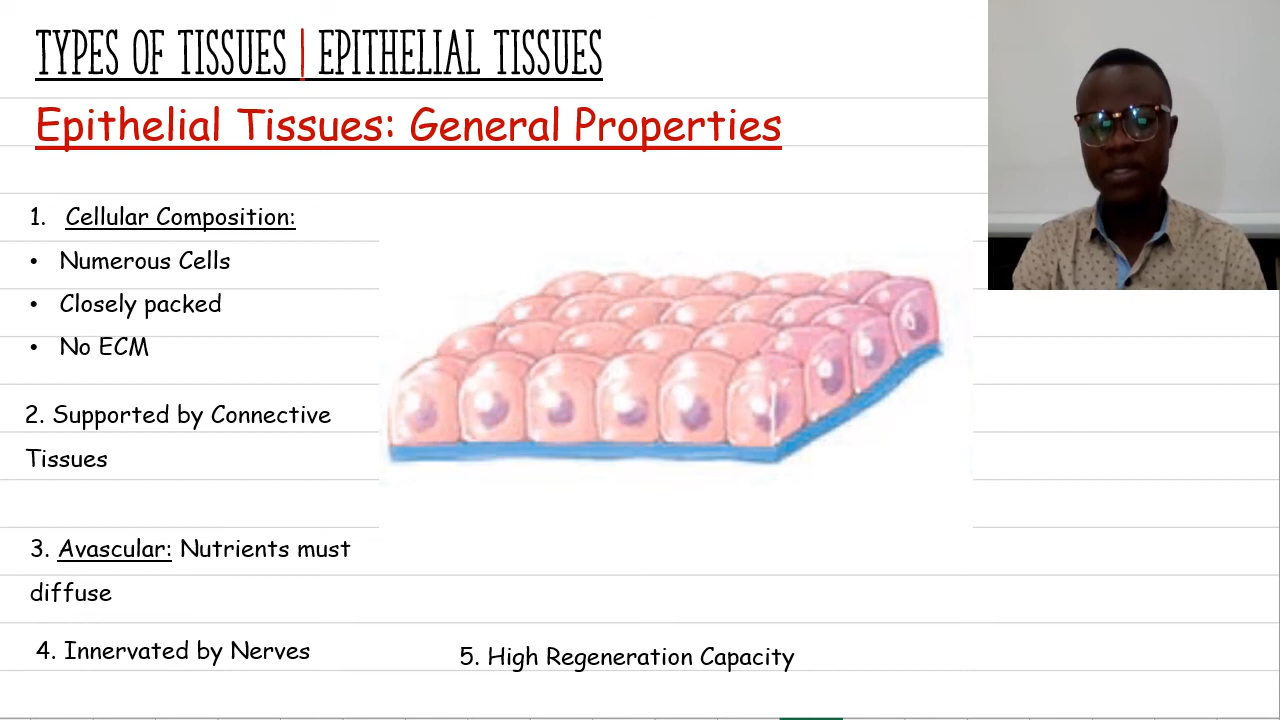 TYPES OF TISSUES | EPITHELIAL TISSUES
Epithelial Tissues: General Properties
1. Cellular Composition:
• Numerous Cells
• Closely packed
• No ECM
2. Supported by Connective
Tissues
3. Avascular: Nutrients must
diffuse
4. Innervated by Nerves
5. High Regeneration Capacity